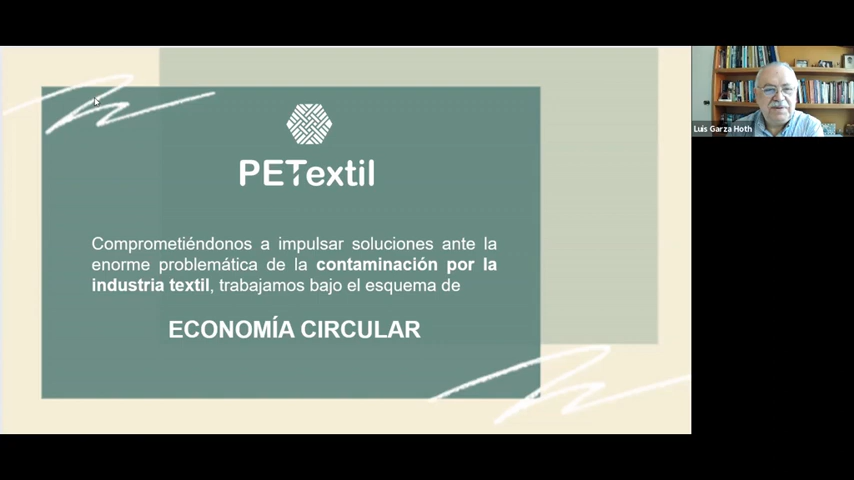 PETextil
Comprometiéndonos a impulsar soluciones ante la
enorme problemática de la contaminación por la
industria textil, trabajamos bajo el esquema de
ECONOMÍA CIRCULAR
Luis Garza Hoth